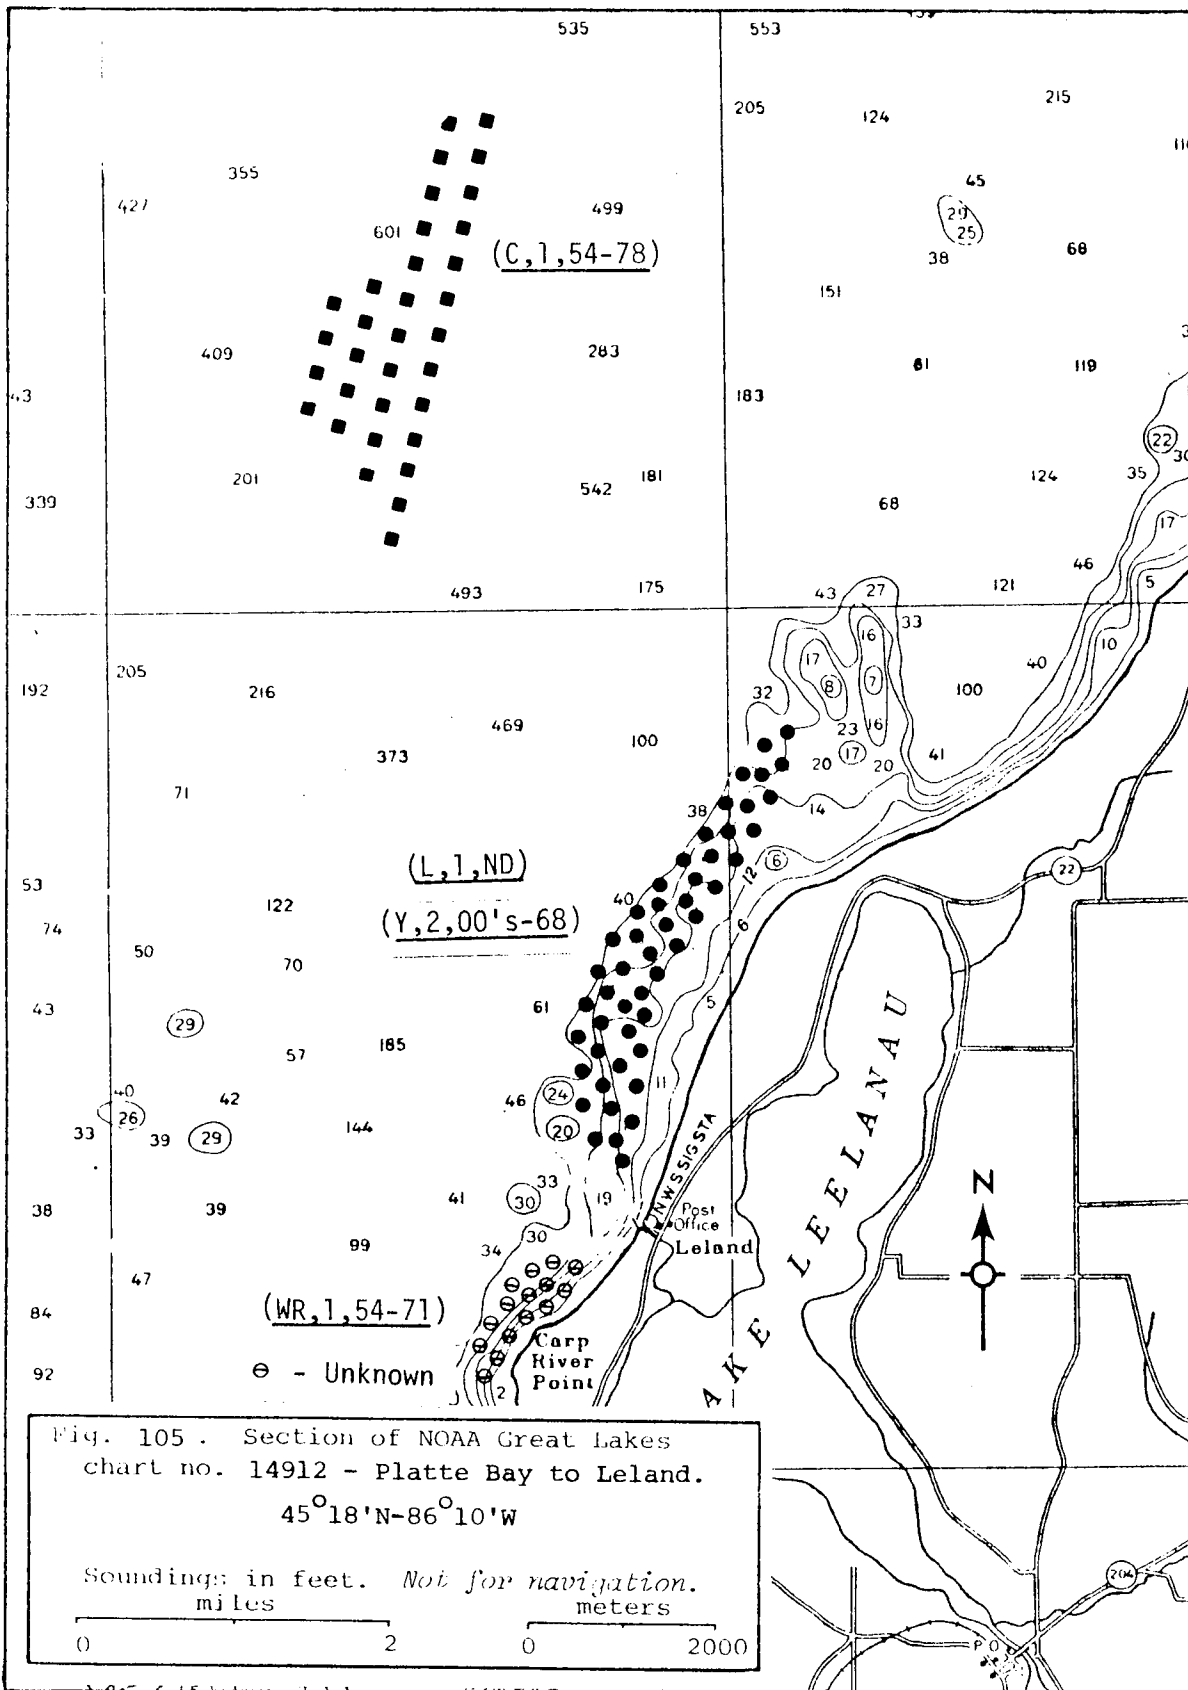 535 553
205 124 215
355 45
427 499 29
601 25
(C,1,54-78) 38 68
151
409 283 61 119
183
22
201 542 181 124 35 30
339 68 17
46
493 175 43 27 121 5
33
16 10
205 17 40
192 216 32 8 7 100
469 23 16
373 100 17 41
20 20
71 38 14
(L,1,ND) 6 22
53 12
122 40
74 (Y,2,00's-68) 6
50 70
43 61 5
29
57 185
11
40 42 46 24
26
33 39 29 144 20
NWSSIGSTA
33
38 39 41 30 19 Post
Office
30 Leland
99 34
47
84 (WR,1,54-71)
Carp
92 ⊖ - Unknown River
2 Point
LAKE LEELANAU
N
Fig. 105. Section of NOAA Great Lakes
chart no. 14912 - Platte Bay to Leland.
45°18'N-86°10'W
Soundings in feet. Not for navigation.
miles meters
0 2 0 2000
204
P O